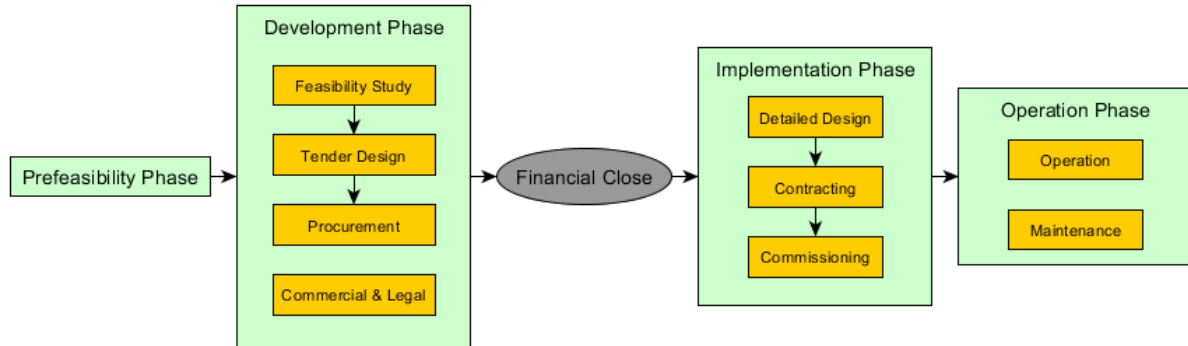 Prefeasibility Phase
Development Phase
Feasibility Study
Tender Design
Procurement
Commercial & Legal
Financial Close
Implementation Phase
Detailed Design
Contracting
Commissioning
Operation Phase
Operation
Maintenance